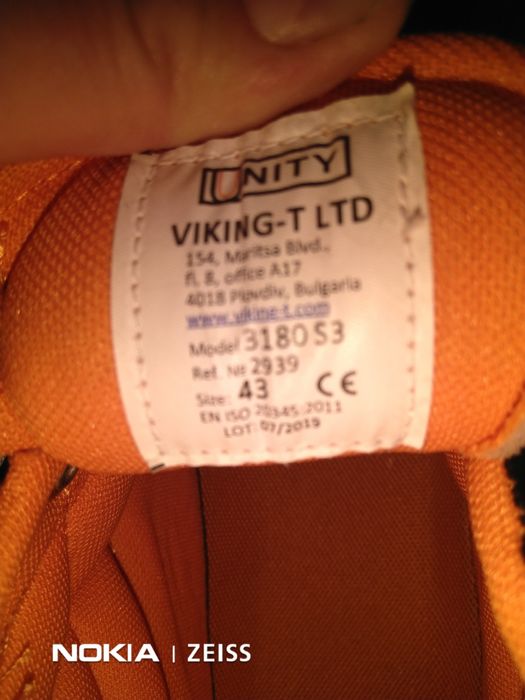 UNITY
VIKING-T LTD
154, Maritsa Blvd.,
fl. 8, office A17
4018 Plovdiv, Bulgaria
www.viking-t.com
Model 3180 S3
Ref. № 2939
Size: 43 CE
EN ISO 20345:2011
LOT: 07/2019
NOKIA | ZEISS